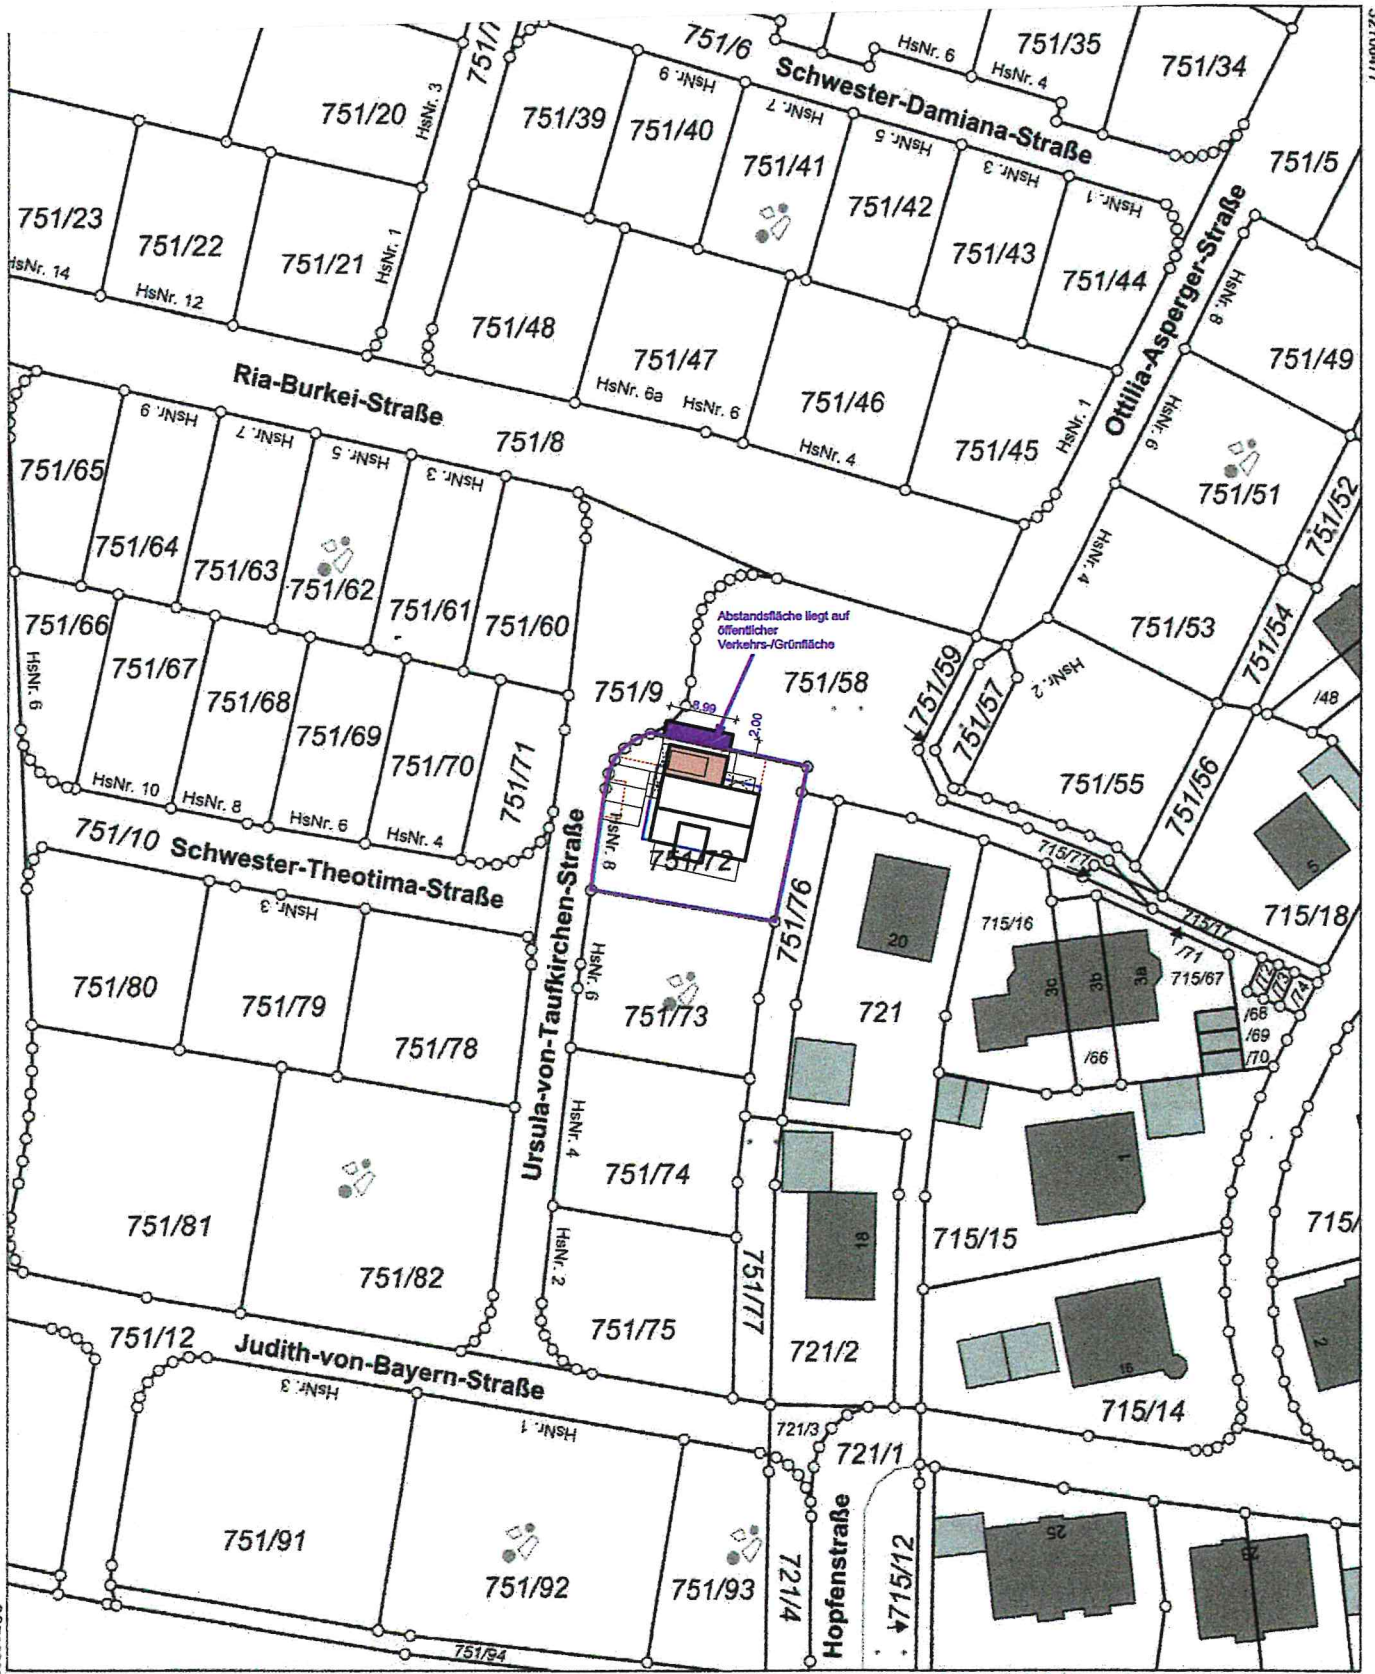 751/6
HsNr. 6
751/35
HsNr. 4
751/34
Schwester-Damiana-Straße
751/20
HsNr. 3
751/39
HsNr. 9
751/40
HsNr. 7
751/41
HsNr. 5
751/42
HsNr. 3
751/43
HsNr. 1
751/44
751/5
Ottilia-Asperger-Straße
751/23
751/22
751/21
HsNr. 1
HsNr. 14
HsNr. 12
751/48
751/47
HsNr. 6a
HsNr. 6
751/46
HsNr. 4
751/45
HsNr. 1
HsNr. 8
751/49
HsNr. 6
751/51
751/52
Ria-Burkei-Straße
751/8
HsNr. 9
HsNr. 7
HsNr. 5
HsNr. 3
751/65
751/64
751/63
751/62
751/61
751/60
HsNr. 4
751/53
751/54
HsNr. 2
/48
751/66
HsNr. 6
751/67
751/68
751/69
751/70
751/71
HsNr. 10
HsNr. 8
HsNr. 6
HsNr. 4
Abstandsfläche liegt auf
öffentlicher
Verkehrs-/Grünfläche
751/9
8,99
2,00
751/58
751/59
751/57
751/55
751/56
5
HsNr. 8
751/72
751/76
751/10
Schwester-Theotima-Straße
HsNr. 3
Ursula-von-Taufkirchen-Straße
715/77
715/17
715/18
715/16
20
/71
3c
3b
3a
715/67
/72
/73
/74
/68
/69
/70
/66
751/80
751/79
751/78
HsNr. 6
751/73
721
HsNr. 4
751/74
1
18
715/15
715/
751/81
751/82
HsNr. 2
751/75
751/77
721/2
16
2
715/14
751/12
Judith-von-Bayern-Straße
HsNr. 3
HsNr. 1
721/3
721/1
751/91
751/92
751/93
721/4
Hopfenstraße
715/12
25
751/94